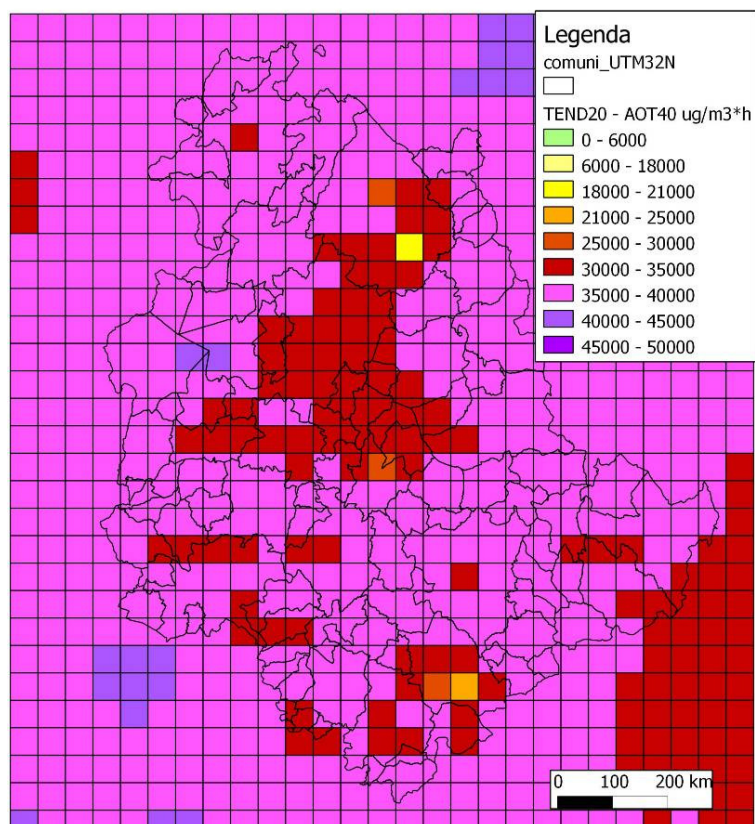 Legenda
comuni_UTM32N
TEND20 - AOT40 ug/m3*h
0 - 6000
6000 - 18000
18000 - 21000
21000 - 25000
25000 - 30000
30000 - 35000
35000 - 40000
40000 - 45000
45000 - 50000
0 100 200 km